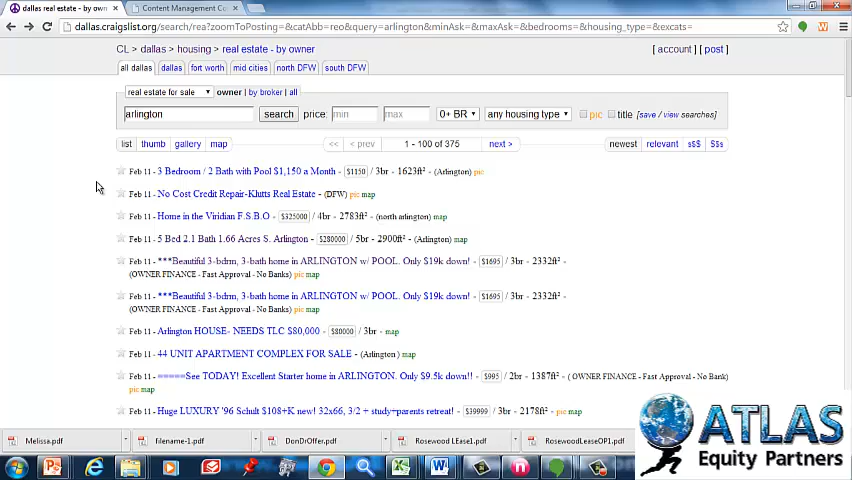 dallas real estate - by own
Content Management Co
dallas.craigslist.org/search/rea?zoomToPosting=&catAbb=reo&query=arlington&minAsk=&maxAsk=&bedrooms=&housing_type=&excats=
CL > dallas > housing > real estate - by owner
[ account ] [ post ]
all dallas dallas fort worth mid cities north DFW south DFW
real estate for sale owner | by broker | all
arlington search price: min max 0+ BR any housing type pic title [save / view searches]
list thumb gallery map << < prev 1 - 100 of 375 next > newest relevant s$$ $$s
Feb 11 - 3 Bedroom / 2 Bath with Pool $1,150 a Month - $1150 / 3br - 1623ft² - (Arlington) pic
Feb 11 - No Cost Credit Repair-Klutts Real Estate - (DFW) pic map
Feb 11 - Home in the Viridian F.S.B.O - $325000 / 4br - 2783ft² - (north arlington) map
Feb 11 - 5 Bed 2.1 Bath 1.66 Acres S. Arlington - $280000 / 5br - 2900ft² - (Arlington) map
Feb 11 - ***Beautiful 3-bdrm, 3-bath home in ARLINGTON w/ POOL. Only $19k down! - $1695 / 3br - 2332ft² -
(OWNER FINANCE - Fast Approval - No Banks) pic map
Feb 11 - ***Beautiful 3-bdrm, 3-bath home in ARLINGTON w/ POOL. Only $19k down! - $1695 / 3br - 2332ft² -
(OWNER FINANCE - Fast Approval - No Banks) pic map
Feb 11 - Arlington HOUSE- NEEDS TLC $80,000 - $80000 / 3br - map
Feb 11 - 44 UNIT APARTMENT COMPLEX FOR SALE - (Arlington ) map
Feb 11 - =====See TODAY! Excellent Starter home in ARLINGTON. Only $9.5k down!! - $995 / 2br - 1387ft² - ( OWNER FINANCE - Fast Approval - No Bank)
pic map
Feb 11 - Huge LUXURY '96 Schult $108+K new! 32x66, 3/2 + study+parents retreat! - $39999 / 3br - 2178ft² - pic map
Melissa.pdf
filename-1.pdf
DonDrOffer.pdf
Rosewood LEase1.pdf
RosewoodLeaseOP1.pdf
ATLAS
Equity Partners